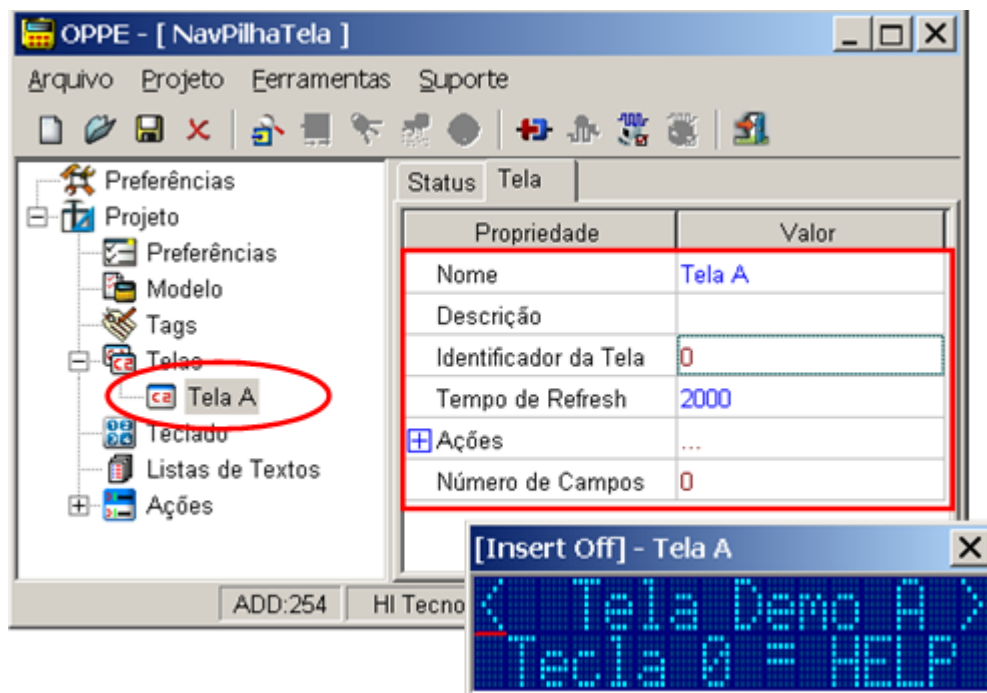 OPPE - [ NavPilhaTela ]
Arquivo Projeto Ferramentas Suporte
Preferências
Projeto
Preferências
Modelo
Tags
Telas
Tela A
Teclado
Listas de Textos
Ações
Status Tela
Propriedade Valor
Nome Tela A
Descrição
Identificador da Tela 0
Tempo de Refresh 2000
Ações ...
Número de Campos 0
ADD:254 HI Tecno
[Insert Off] - Tela A
< Tela Demo A >
Tecla 0 = HELP